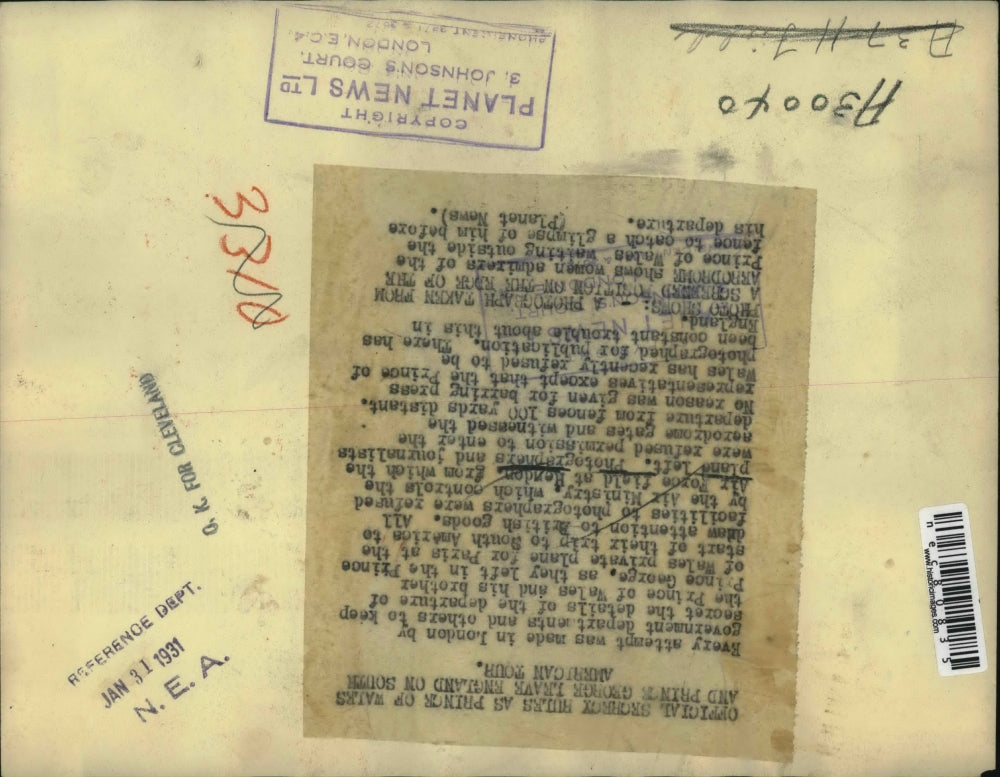 OFFICIAL SECRECY RULES AS PRINCE OF WALES
AND PRINCE GEORGE LEAVE ENGLAND ON SOUTH
AMERICAN TOUR.
Every attempt was made in London by
government departments and others to keep
secret the details of the departure of
the Prince of Wales and his brother
Prince George, as they left in the Prince
of Wales private plane for Paris at the
start of their trip to South America to
draw attention to British goods. All
facilities to photographers were refused
by the Air Ministry, which controls the
Air Force field at Hendon from which the
plane left. Photographers and journalists
were refused permission to enter the
aerodrome gates and witnessed the
departure from fences 100 yards distant.
No reason was given for barring press
representatives except that the Prince of
Wales has recently refused to be
photographed for publication. There has
been constant trouble about this in
England.
PHOTO SHOWS: - A PHOTOGRAPH TAKEN FROM
A SCREENED POSITION ON THE EDGE OF THE
AERODROME shows women admirers of the
Prince of Wales waiting outside the
fence to catch a glimpse of him before
his departure. (Planet News).
COPYRIGHT
PLANET NEWS LTD
3, JOHNSON'S COURT.
LONDON, E.C.4.
A30040
3310
O. K. FOR CLEVELAND
REFERENCE DEPT.
JAN 31 1931
N. E. A.
www.historicimages.com